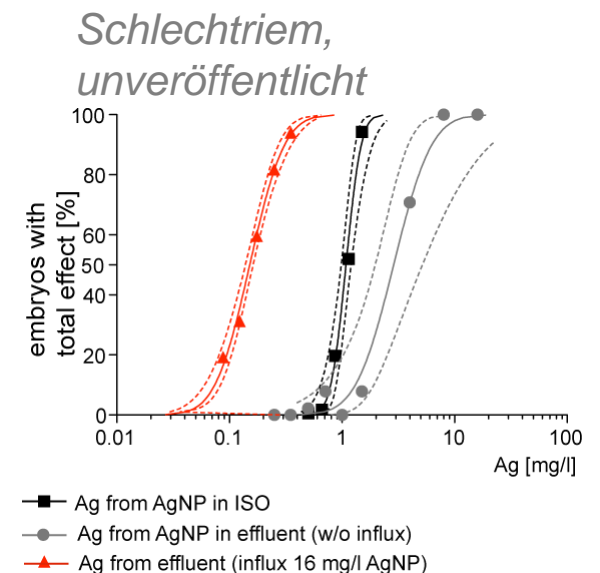 Schlechtriem,
unveröffentlicht
embryos with
total effect [%]
100
80
60
50
40
20
0
0.01 0.1 1 10 100
Ag [mg/l]
Ag from AgNP in ISO
Ag from AgNP in effluent (w/o influx)
Ag from effluent (influx 16 mg/l AgNP)